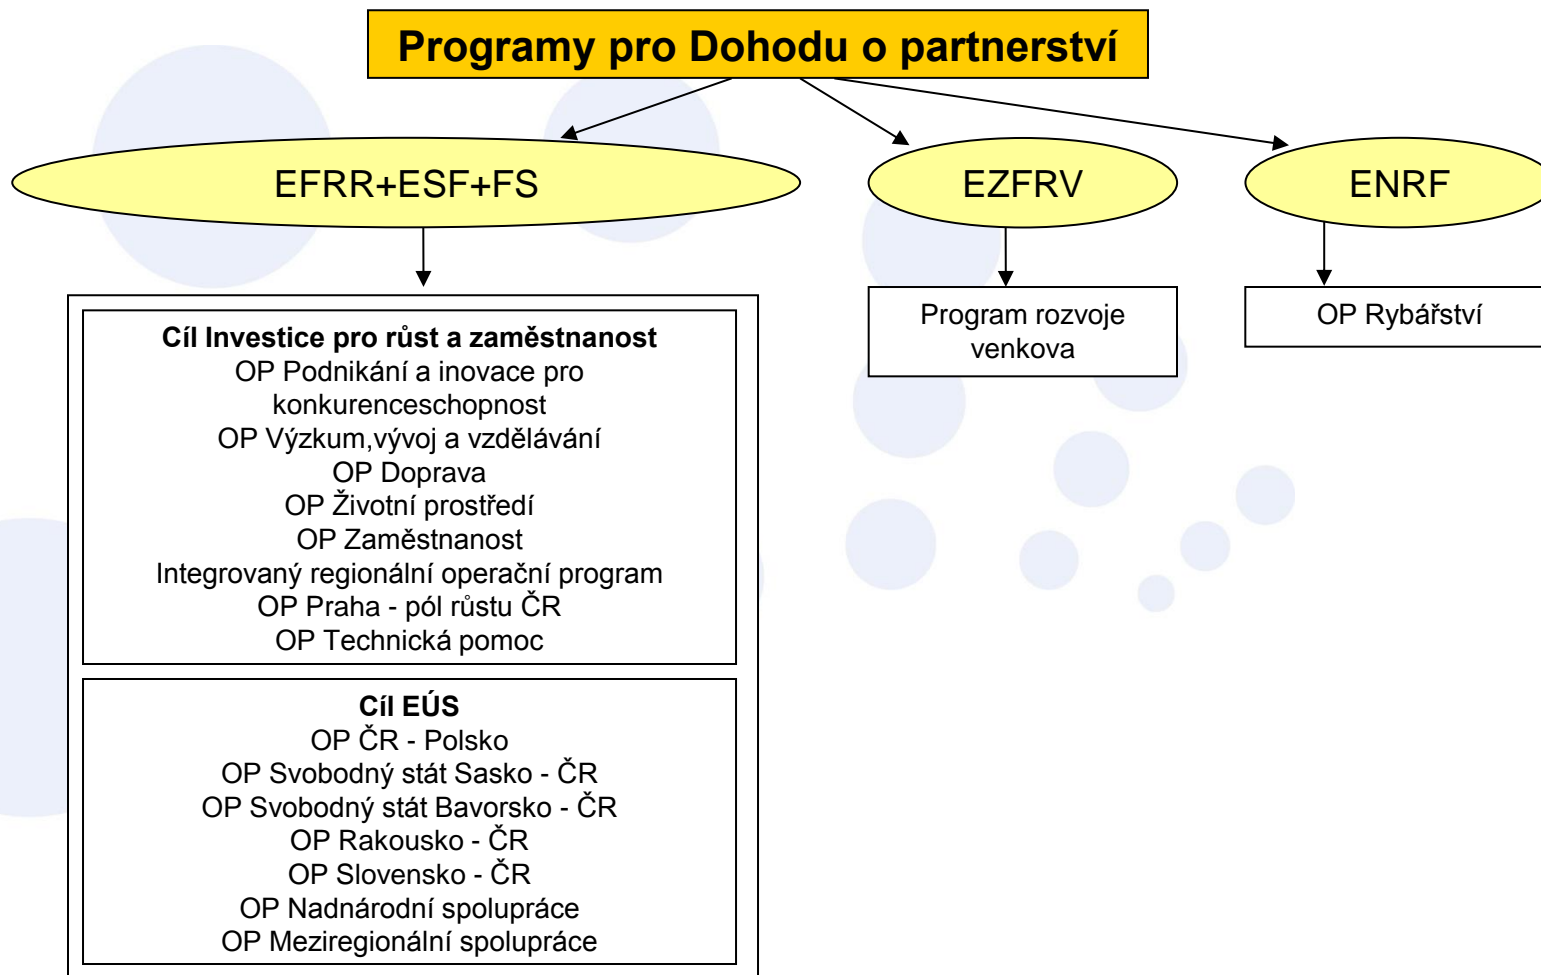 Programy pro Dohodu o partnerství
EFRR+ESF+FS
EZFRV
ENRF
Cíl Investice pro růst a zaměstnanost
OP Podnikání a inovace pro
konkurenceschopnost
OP Výzkum,vývoj a vzdělávání
OP Doprava
OP Životní prostředí
OP Zaměstnanost
Integrovaný regionální operační program
OP Praha - pól růstu ČR
OP Technická pomoc
Cíl EÚS
OP ČR - Polsko
OP Svobodný stát Sasko - ČR
OP Svobodný stát Bavorsko - ČR
OP Rakousko - ČR
OP Slovensko - ČR
OP Nadnárodní spolupráce
OP Meziregionální spolupráce
Program rozvoje
venkova
OP Rybářství